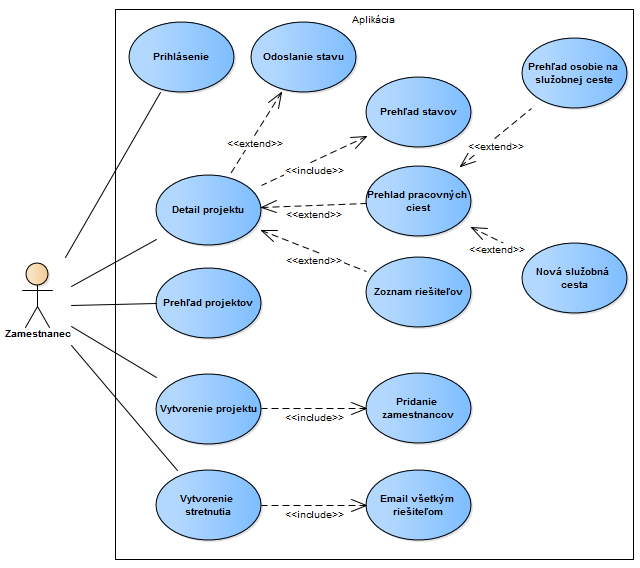 Aplikácia
Prihlásenie
Odoslanie stavu
Prehľad osobie na
služobnej ceste
Prehľad stavov
<<extend>>
<<extend>>
<<include>>
Prehlad pracovných
ciest
Detail projektu
<<extend>>
<<extend>>
<<extend>>
Nová služobná
cesta
Zoznam riešiteľov
Prehľad projektov
Zamestnanec
Vytvorenie projektu
<<include>>
Pridanie
zamestnancov
Vytvorenie
stretnutia
<<include>>
Email všetkým
riešiteľom